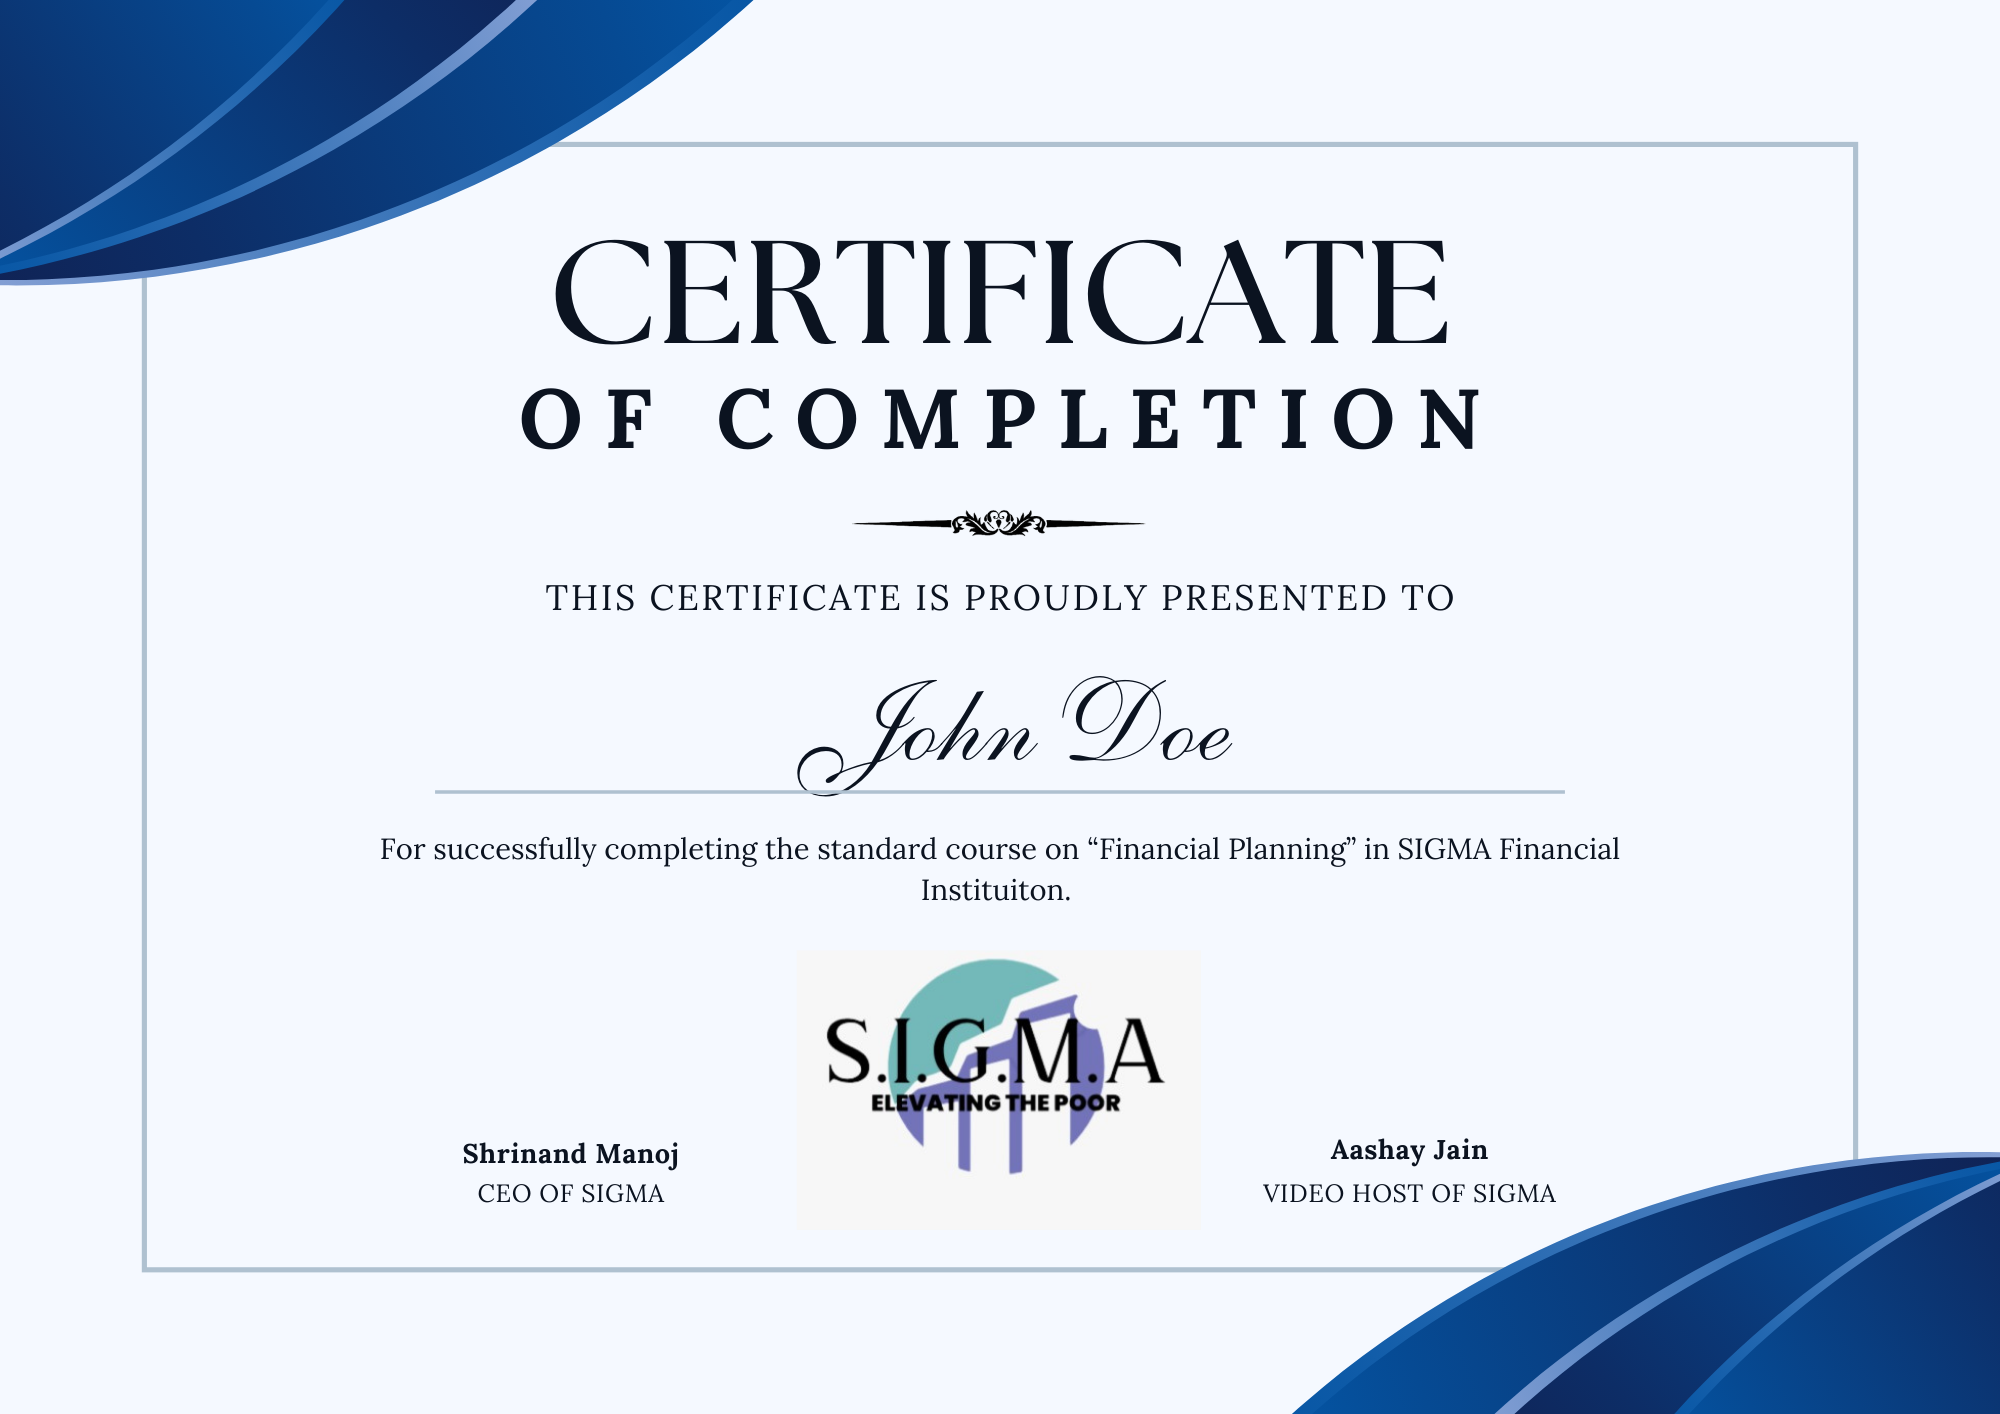 CERTIFICATE
OF COMPLETION
THIS CERTIFICATE IS PROUDLY PRESENTED TO
John Doe
For successfully completing the standard course on “Financial Planning” in SIGMA Financial
Instituiton.
S.I.G.M.A
ELEVATING THE POOR
Shrinand Manoj
CEO OF SIGMA
Aashay Jain
VIDEO HOST OF SIGMA